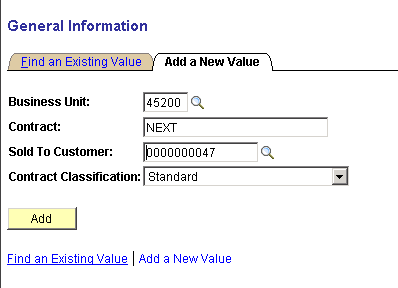 General Information
Find an Existing Value Add a New Value
Business Unit: 45200
Contract: NEXT
Sold To Customer: 0000000047
Contract Classification: Standard
Add
Find an Existing Value | Add a New Value